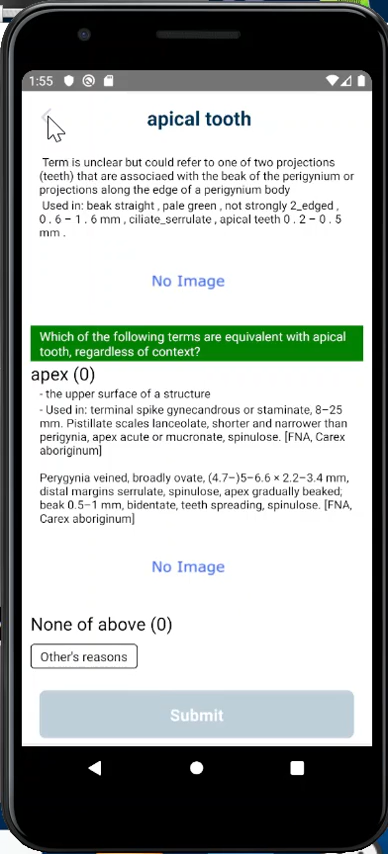 1:55
apical tooth
Term is unclear but could refer to one of two projections
(teeth) that are associaed with the beak of the perigynium or
projections along the edge of a perigynium body
Used in: beak straight , pale green , not strongly 2_edged ,
0 . 6 – 1 . 6 mm , ciliate_serrulate , apical teeth 0 . 2 – 0 . 5
mm .
No Image
Which of the following terms are equivalent with apical
tooth, regardless of context?
apex (0)
- the upper surface of a structure
- Used in: terminal spike gynecandrous or staminate, 8–25
mm. Pistillate scales lanceolate, shorter and narrower than
perigynia, apex acute or mucronate, spinulose. [FNA, Carex
aboriginum]
Perygynia veined, broadly ovate, (4.7–)5–6.6 × 2.2–3.4 mm,
distal margins serrulate, spinulose, apex gradually beaked;
beak 0.5–1 mm, bidentate, teeth spreading, spinulose. [FNA,
Carex aboriginum]
No Image
None of above (0)
Other's reasons
Submit